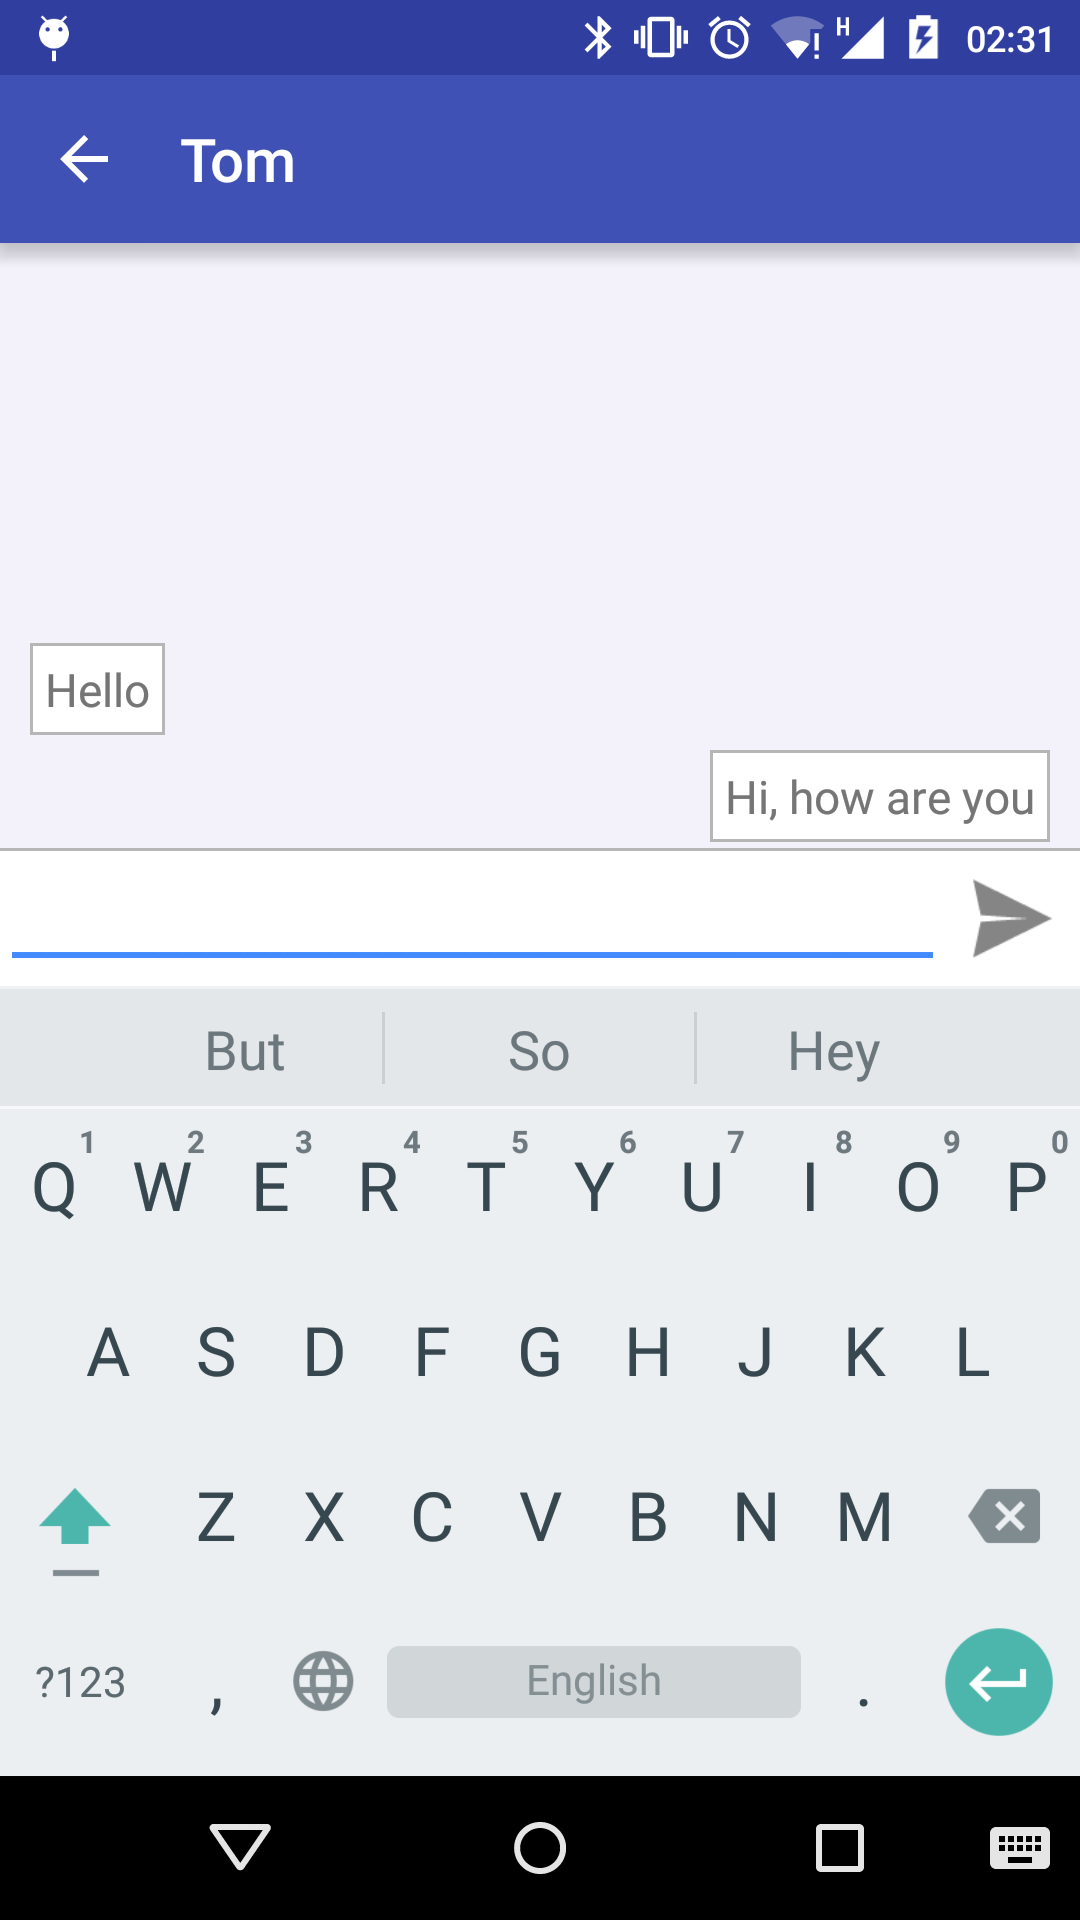 H 02:31
Tom
Hello
Hi, how are you
But So Hey
1 2 3 4 5 6 7 8 9 0
Q W E R T Y U I O P
A S D F G H J K L
Z X C V B N M
?123 , English .